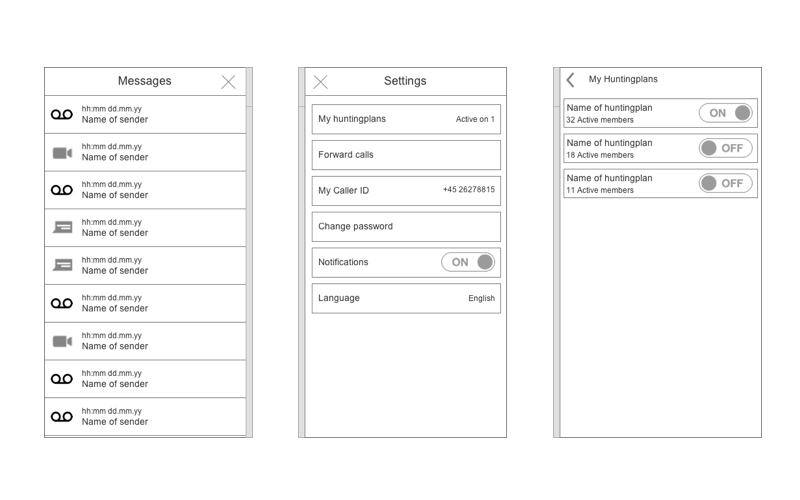 Messages
hh:mm dd.mm.yy
Name of sender
hh:mm dd.mm.yy
Name of sender
hh:mm dd.mm.yy
Name of sender
hh:mm dd.mm.yy
Name of sender
hh:mm dd.mm.yy
Name of sender
hh:mm dd.mm.yy
Name of sender
hh:mm dd.mm.yy
Name of sender
hh:mm dd.mm.yy
Name of sender
hh:mm dd.mm.yy
Name of sender
Settings
My huntingplans Active on 1
Forward calls
My Caller ID +45 26278815
Change password
Notifications ON
Language English
My Huntingplans
Name of huntingplan
32 Active members ON
Name of huntingplan
18 Active members OFF
Name of huntingplan
11 Active members OFF